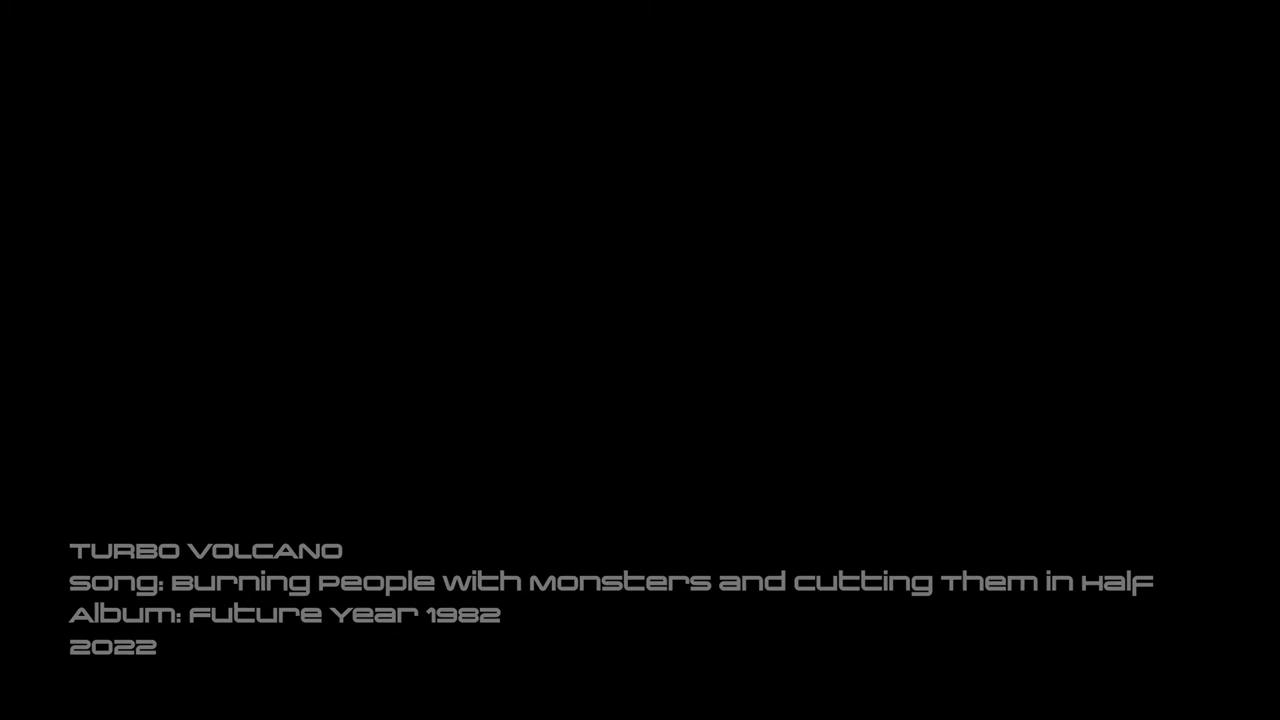 TURBO VOLCANO
Song: Burning People With Monsters and Cutting Them in Half
Album: Future Year 1982
2022